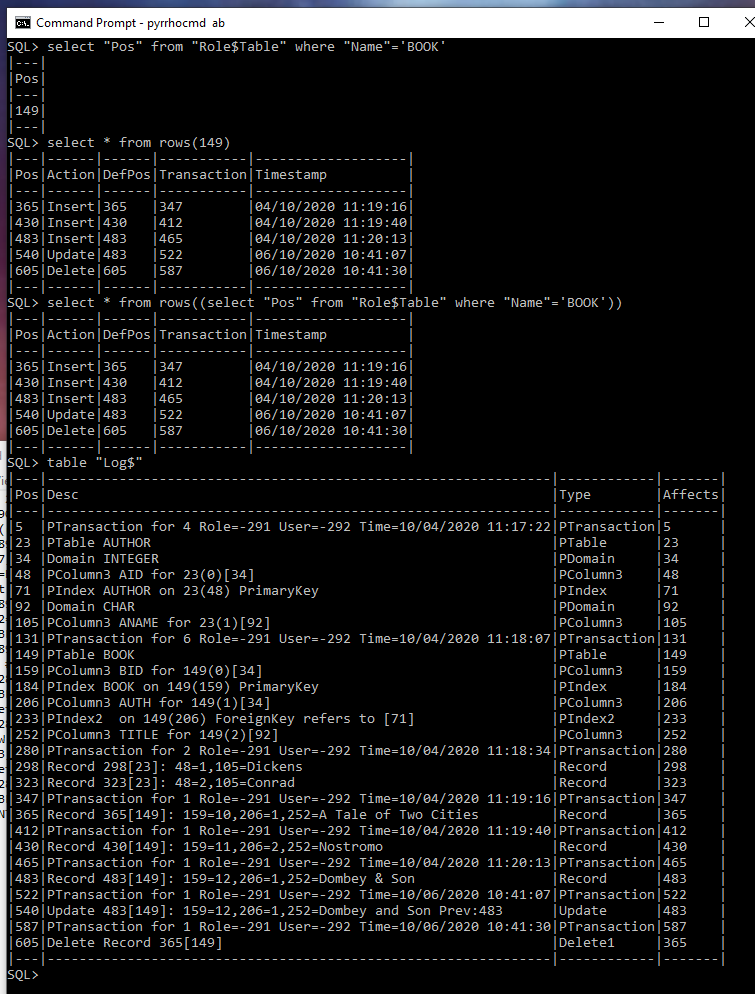 Command Prompt - pyrrhocmd  ab
SQL> select "Pos" from "Role$Table" where "Name"='BOOK'
|---|
|Pos|
|---|
|149|
|---|
SQL> select * from rows(149)
|---|------|------|-----------|-------------------|
|Pos|Action|DefPos|Transaction|Timestamp          |
|---|------|------|-----------|-------------------|
|365|Insert|365   |347        |04/10/2020 11:19:16|
|430|Insert|430   |412        |04/10/2020 11:19:40|
|483|Insert|483   |465        |04/10/2020 11:20:13|
|540|Update|483   |522        |06/10/2020 10:41:07|
|605|Delete|605   |587        |06/10/2020 10:41:30|
|---|------|------|-----------|-------------------|
SQL> select * from rows((select "Pos" from "Role$Table" where "Name"='BOOK'))
|---|------|------|-----------|-------------------|
|Pos|Action|DefPos|Transaction|Timestamp          |
|---|------|------|-----------|-------------------|
|365|Insert|365   |347        |04/10/2020 11:19:16|
|430|Insert|430   |412        |04/10/2020 11:19:40|
|483|Insert|483   |465        |04/10/2020 11:20:13|
|540|Update|483   |522        |06/10/2020 10:41:07|
|605|Delete|605   |587        |06/10/2020 10:41:30|
|---|------|------|-----------|-------------------|
SQL> table "Log$"
|---|---------------------------------------------------------------|------------|-------|
|Pos|Desc                                                           |Type        |Affects|
|---|---------------------------------------------------------------|------------|-------|
|5  |PTransaction for 4 Role=-291 User=-292 Time=10/04/2020 11:17:22|PTransaction|5      |
|23 |PTable AUTHOR                                                  |PTable      |23     |
|34 |Domain INTEGER                                                 |PDomain     |34     |
|48 |PColumn3 AID for 23(0)[34]                                     |PColumn3    |48     |
|71 |PIndex AUTHOR on 23(48) PrimaryKey                             |PIndex      |71     |
|92 |Domain CHAR                                                    |PDomain     |92     |
|105|PColumn3 ANAME for 23(1)[92]                                   |PColumn3    |105    |
|131|PTransaction for 6 Role=-291 User=-292 Time=10/04/2020 11:18:07|PTransaction|131    |
|149|PTable BOOK                                                    |PTable      |149    |
|159|PColumn3 BID for 149(0)[34]                                    |PColumn3    |159    |
|184|PIndex BOOK on 149(159) PrimaryKey                             |PIndex      |184    |
|206|PColumn3 AUTH for 149(1)[34]                                   |PColumn3    |206    |
|233|PIndex2  on 149(206) ForeignKey refers to [71]                 |PIndex2     |233    |
|252|PColumn3 TITLE for 149(2)[92]                                  |PColumn3    |252    |
|280|PTransaction for 2 Role=-291 User=-292 Time=10/04/2020 11:18:34|PTransaction|280    |
|298|Record 298[23]: 48=1,105=Dickens                               |Record      |298    |
|323|Record 323[23]: 48=2,105=Conrad                                |Record      |323    |
|347|PTransaction for 1 Role=-291 User=-292 Time=10/04/2020 11:19:16|PTransaction|347    |
|365|Record 365[149]: 159=10,206=1,252=A Tale of Two Cities         |Record      |365    |
|412|PTransaction for 1 Role=-291 User=-292 Time=10/04/2020 11:19:40|PTransaction|412    |
|430|Record 430[149]: 159=11,206=2,252=Nostromo                     |Record      |430    |
|465|PTransaction for 1 Role=-291 User=-292 Time=10/04/2020 11:20:13|PTransaction|465    |
|483|Record 483[149]: 159=12,206=1,252=Dombey & Son                 |Record      |483    |
|522|PTransaction for 1 Role=-291 User=-292 Time=10/06/2020 10:41:07|PTransaction|522    |
|540|Update 483[149]: 159=12,206=1,252=Dombey and Son Prev:483      |Update      |483    |
|587|PTransaction for 1 Role=-291 User=-292 Time=10/06/2020 10:41:30|PTransaction|587    |
|605|Delete Record 365[149]                                         |Delete1     |365    |
|---|---------------------------------------------------------------|------------|-------|
SQL>